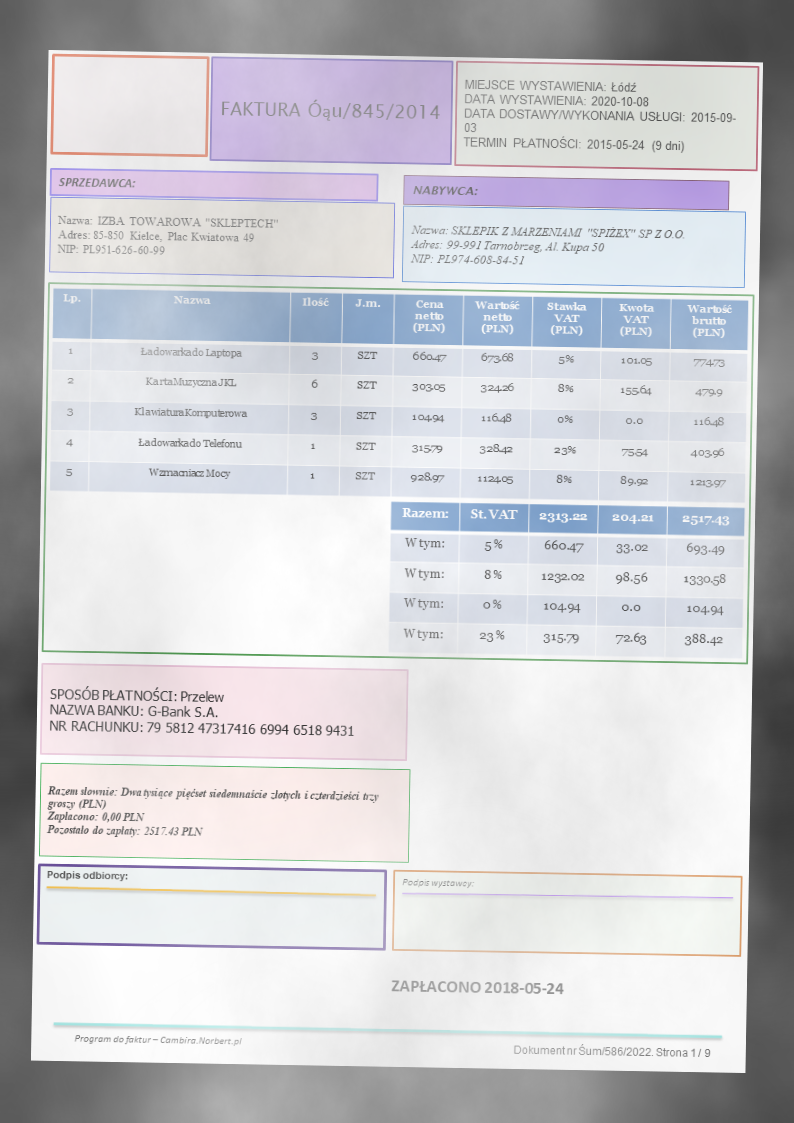 FAKTURA Óąu/845/2014
MIEJSCE WYSTAWIENIA: Łódź
DATA WYSTAWIENIA: 2020-10-08
DATA DOSTAWY/WYKONANIA USŁUGI: 2015-09-
03
TERMIN PŁATNOŚCI: 2015-05-24 (9 dni)
SPRZEDAWCA:
Nazwa: IZBA TOWAROWA "SKLEPTECH"
Adres: 85-850 Kielce, Plac Kwiatowa 49
NIP: PL951-626-60-99
NABYWCA:
Nazwa: SKLEPIK Z MARZENIAMI "SPIŻEX" SP Z O.O.
Adres: 99-991 Tarnobrzeg, Al. Kupa 50
NIP: PL974-608-84-51
Lp. Nazwa Ilość J.m. Cena netto (PLN) Wartość netto (PLN) Stawka VAT (PLN) Kwota VAT (PLN) Wartość brutto (PLN)
1 Ładowarka do Laptopa 3 SZT 660.47 673.68 5% 101.05 774.73
2 Karta Muzyczna JKL 6 SZT 303.05 324.26 8% 155.64 479.9
3 Klawiatura Komputerowa 3 SZT 104.94 116.48 0% 0.0 116.48
4 Ładowarka do Telefonu 1 SZT 315.79 328.42 23% 75.54 403.96
5 Wzmacniacz Mocy 1 SZT 928.97 1124.05 8% 89.92 1213.97
Razem: St. VAT 2313.22 204.21 2517.43
W tym: 5% 660.47 33.02 693.49
W tym: 8% 1232.02 98.56 1330.58
W tym: 0% 104.94 0.0 104.94
W tym: 23% 315.79 72.63 388.42
SPOSÓB PŁATNOŚCI: Przelew
NAZWA BANKU: G-Bank S.A.
NR RACHUNKU: 79 5812 47317416 6994 6518 9431
Razem słownie: Dwa tysiące pięćset siedemnaście złotych i czterdzieści trzy
groszy (PLN)
Zapłacono: 0,00 PLN
Pozostało do zapłaty: 2517.43 PLN
Podpis odbiorcy:
Podpis wystawcy:
ZAPŁACONO 2018-05-24
Program do faktur – Cambira.Norbert.pl
Dokument nr Śum/586/2022. Strona 1 / 9